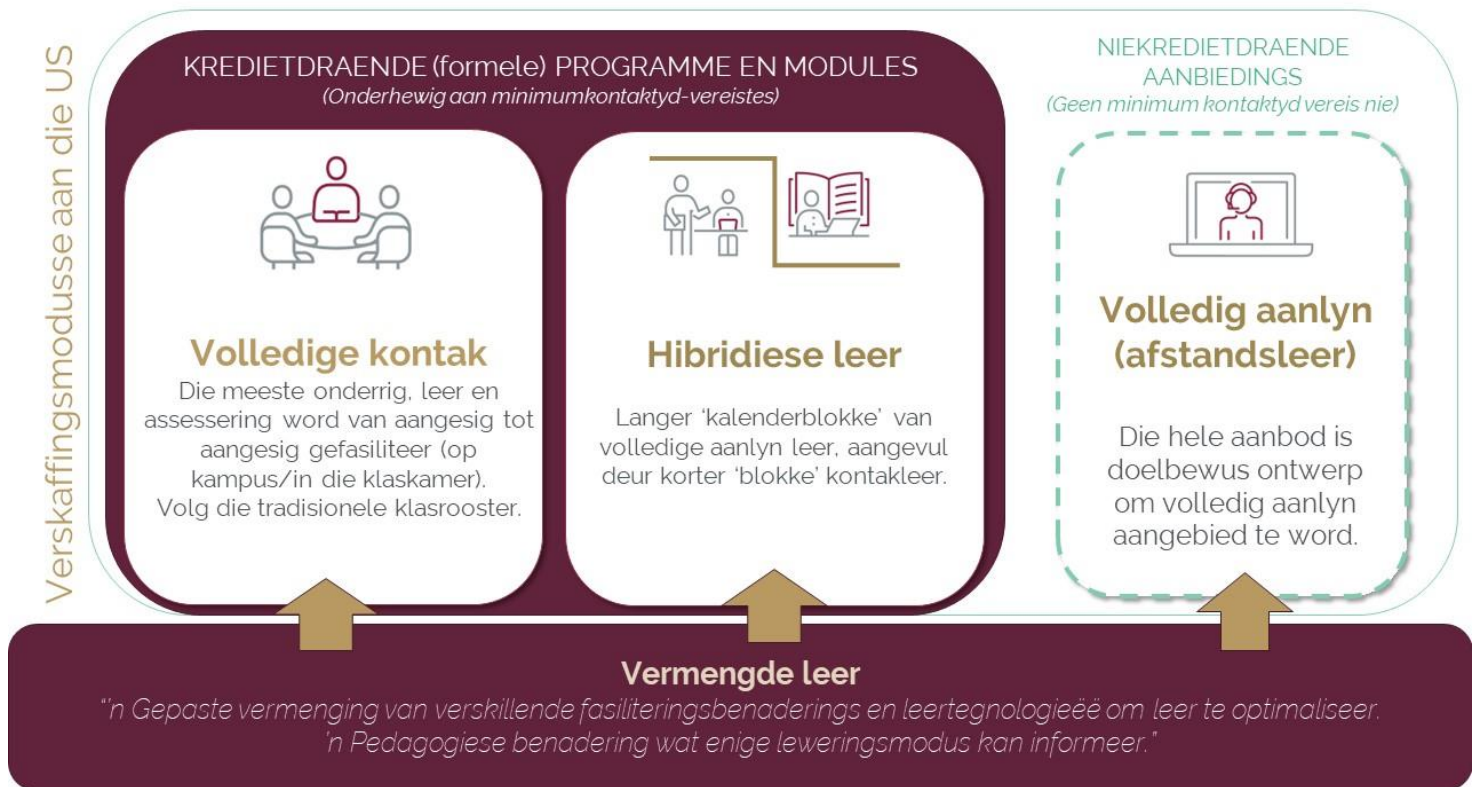 Verskaffingsmodusse aan die US
KREDIETDRAENDE (formele) PROGRAMME EN MODULES
(Onderhewig aan minimumkontaktyd-vereistes)
Volledige kontak
Die meeste onderrig, leer en
assessering word van aangesig tot
aangesig gefasiliteer (op
kampus/in die klaskamer).
Volg die tradisionele klasrooster.
Hibridiese leer
Langer ‘kalenderblokke’ van
volledige aanlyn leer, aangevul
deur korter ‘blokke’ kontakleer.
NIEKREDIETDRAENDE
AANBIEDINGS
(Geen minimum kontaktyd vereis nie)
Volledig aanlyn
(afstandsleer)
Die hele aanbod is
doelbewus ontwerp
om volledig aanlyn
aangebied te word.
Vermengde leer
“’n Gepaste vermenging van verskillende fasiliteringsbenaderings en leertegnologieëë om leer te optimaliseer.
’n Pedagogiese benadering wat enige leweringsmodus kan informeer.”